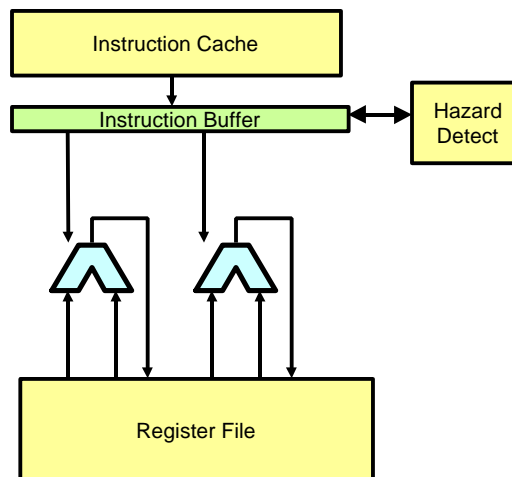 Instruction Cache
Instruction Buffer
Hazard
Detect
Register File